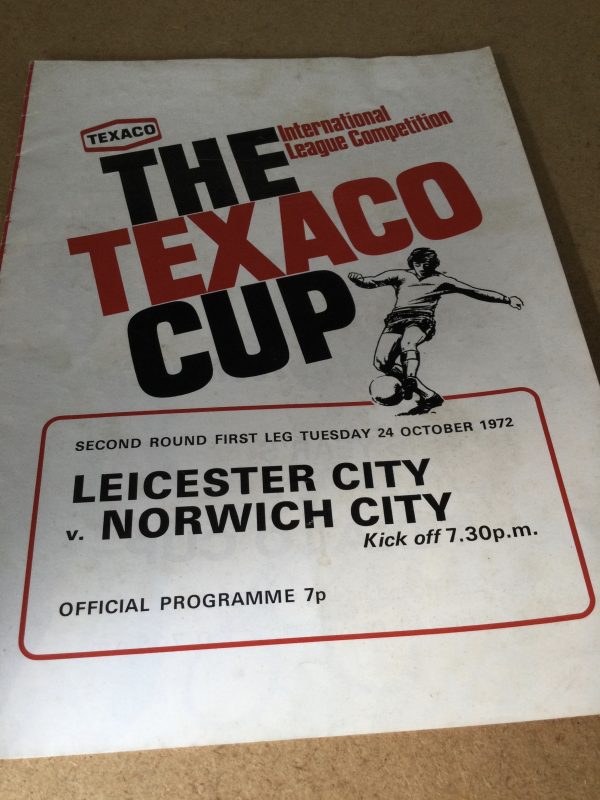 TEXACO
International
League Competition
THE
TEXACO
CUP
SECOND ROUND FIRST LEG TUESDAY 24 OCTOBER 1972
LEICESTER CITY
v. NORWICH CITY
Kick off 7.30p.m.
OFFICIAL PROGRAMME 7p